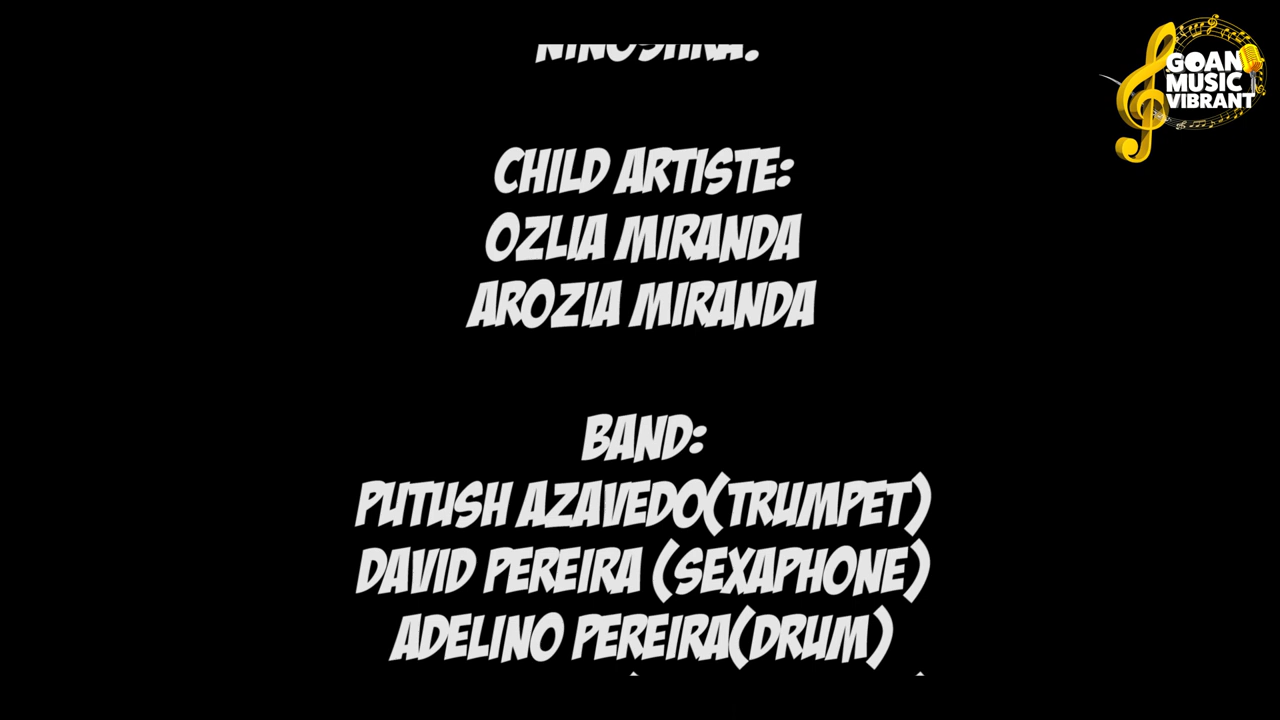 CHILD ARTISTE:
OZLIA MIRANDA
AROZIA MIRANDA
BAND:
PUTUSH AZAVEDO(TRUMPET)
DAVID PEREIRA (SEXAPHONE)
ADELINO PEREIRA(DRUM)
GOAN
MUSIC
VIBRANT